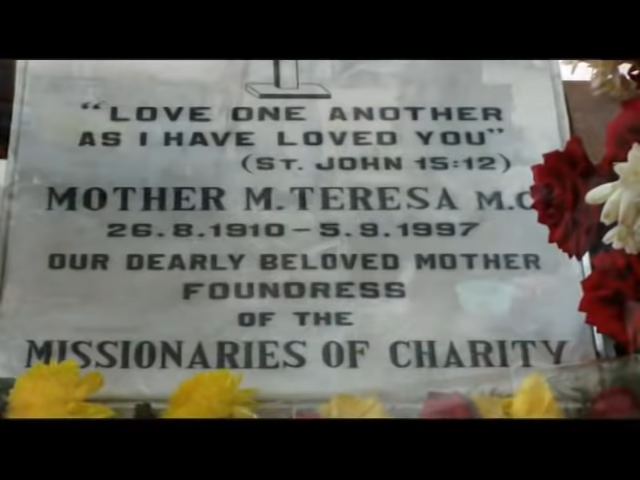 "LOVE ONE ANOTHER
AS I HAVE LOVED YOU"
(ST. JOHN 15:12)
MOTHER M. TERESA M.C
26.8.1910 – 5.9.1997
OUR DEARLY BELOVED MOTHER
FOUNDRESS
OF THE
MISSIONARIES OF CHARITY